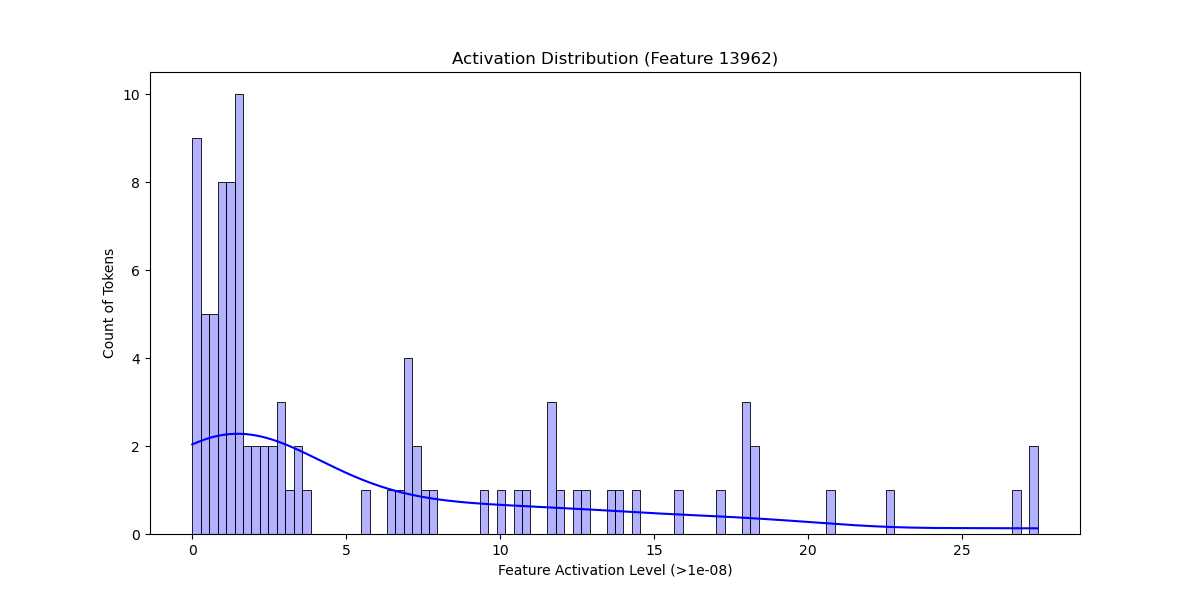 Activation Distribution (Feature 13962)
10
8
6
4
2
0
Count of Tokens
0 5 10 15 20 25
Feature Activation Level (>1e-08)